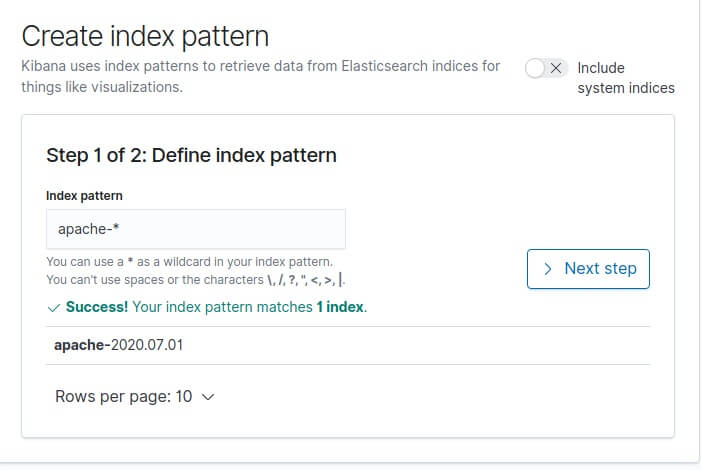 Create index pattern
Kibana uses index patterns to retrieve data from Elasticsearch indices for
things like visualizations.
Include
system indices
Step 1 of 2: Define index pattern
Index pattern
apache-*
You can use a * as a wildcard in your index pattern.
You can't use spaces or the characters \, /, ?, ", <, >, |.
Next step
Success! Your index pattern matches 1 index.
apache-2020.07.01
Rows per page: 10